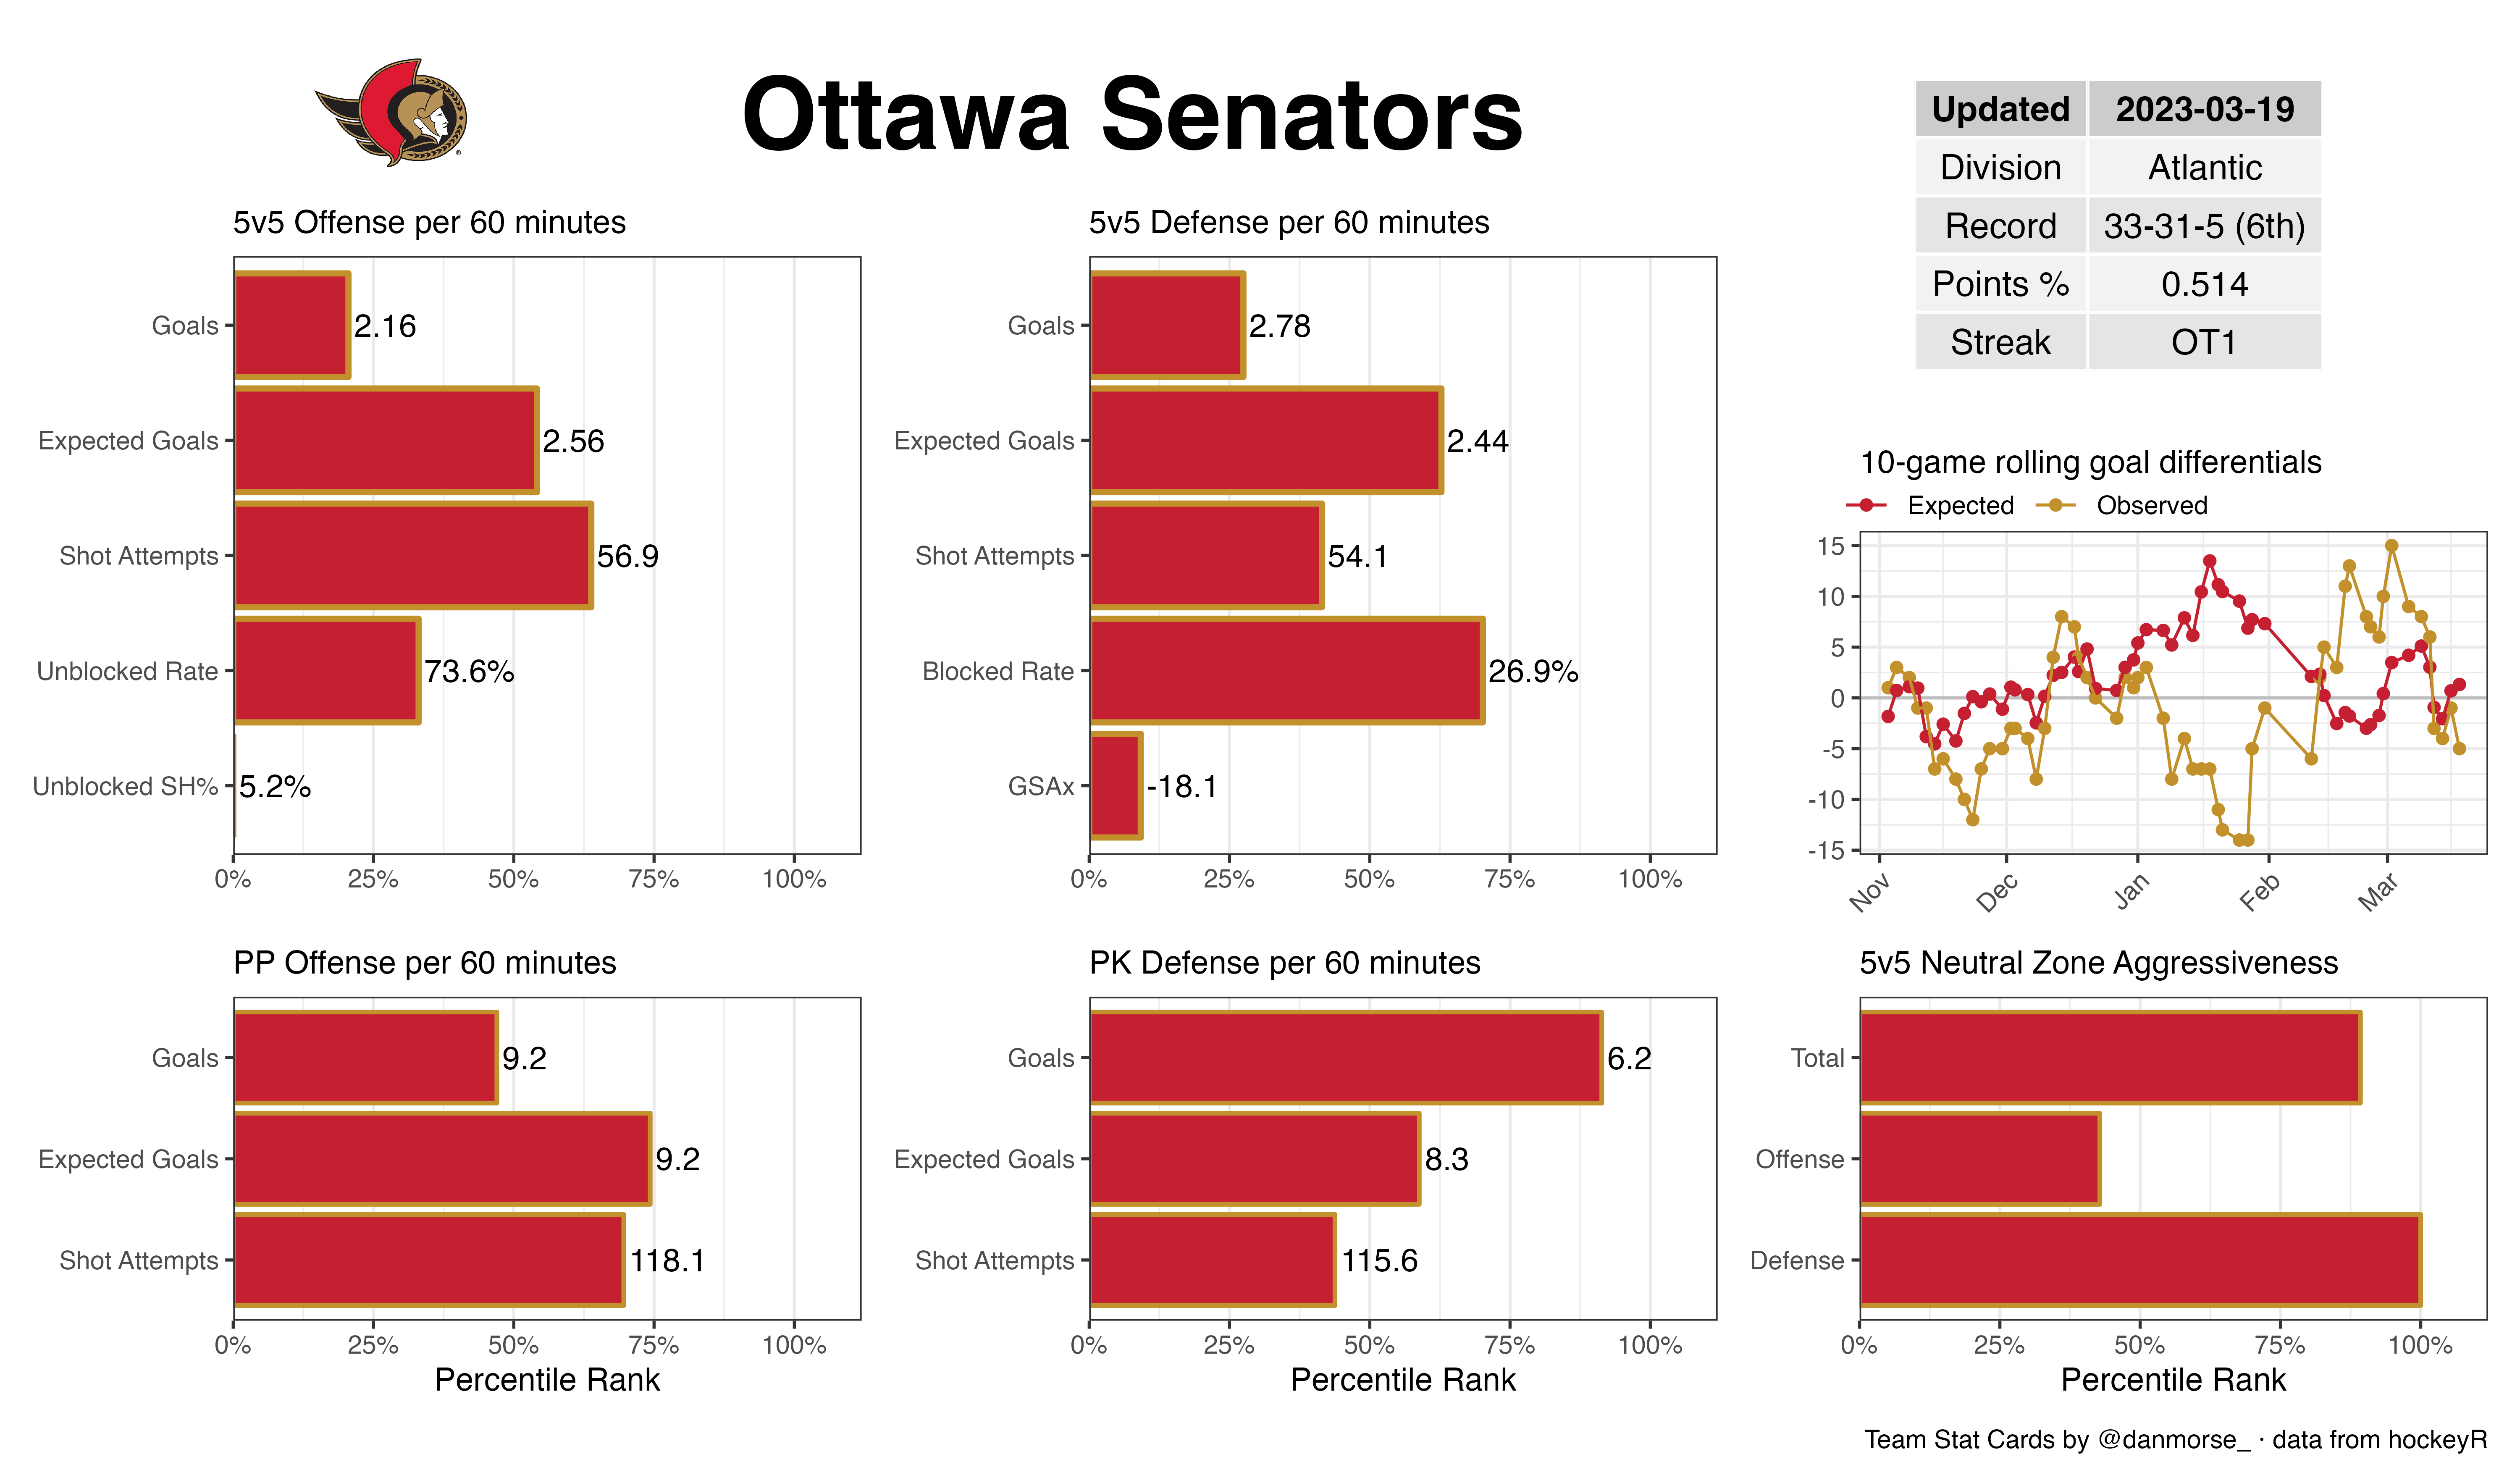 Ottawa Senators
Updated 2023-03-19
Division Atlantic
Record 33-31-5 (6th)
Points % 0.514
Streak OT1
5v5 Offense per 60 minutes
Goals 2.16
Expected Goals 2.56
Shot Attempts 56.9
Unblocked Rate 73.6%
Unblocked SH% 5.2%
0% 25% 50% 75% 100%
5v5 Defense per 60 minutes
Goals 2.78
Expected Goals 2.44
Shot Attempts 54.1
Blocked Rate 26.9%
GSAx -18.1
0% 25% 50% 75% 100%
10-game rolling goal differentials
Expected Observed
15
10
5
0
-5
-10
-15
Nov Dec Jan Feb Mar
PP Offense per 60 minutes
Goals 9.2
Expected Goals 9.2
Shot Attempts 118.1
0% 25% 50% 75% 100%
Percentile Rank
PK Defense per 60 minutes
Goals 6.2
Expected Goals 8.3
Shot Attempts 115.6
0% 25% 50% 75% 100%
Percentile Rank
5v5 Neutral Zone Aggressiveness
Total
Offense
Defense
0% 25% 50% 75% 100%
Percentile Rank
Team Stat Cards by @danmorse_ · data from hockeyR